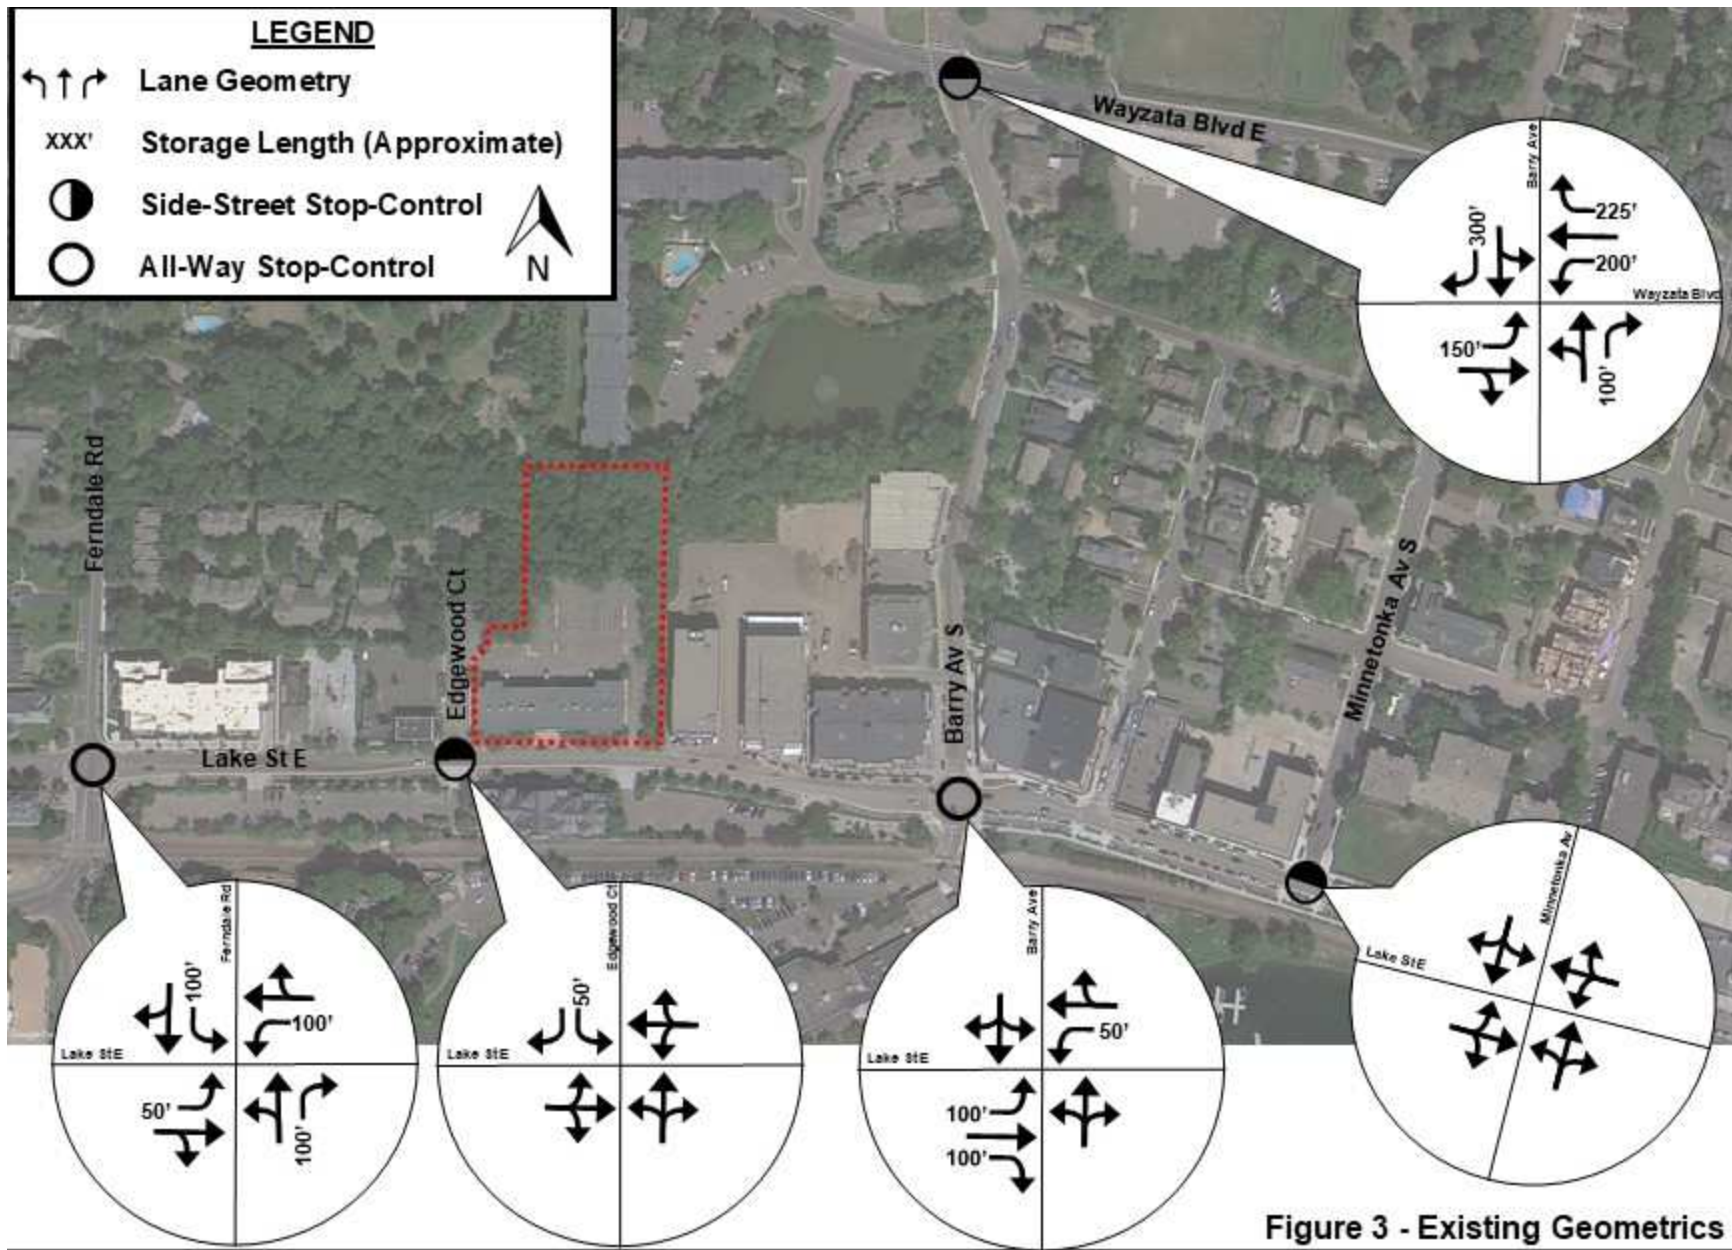 LEGEND
Lane Geometry
XXX' Storage Length (Approximate)
Side-Street Stop-Control
All-Way Stop-Control
N
Wayzata Blvd E
Barry Ave
300'
225'
200'
Wayzata Blvd
150'
100'
Ferndale Rd
Edgewood Ct
Barry Av S
Minnetonka Av S
Lake St E
Ferndale Rd
100'
100'
Lake St E
50'
100'
Edgewood Ct
50'
Lake St E
Barry Ave
50'
Lake St E
100'
100'
Minnetonka Av
Lake St E
Figure 3 - Existing Geometrics